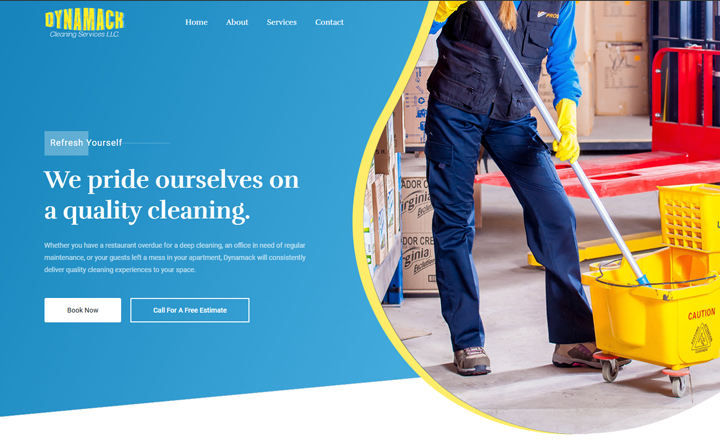 DYNAMACK
Cleaning Services LLC.
Home About Services Contact
Refresh Yourself
We pride ourselves on
a quality cleaning.
Whether you have a restaurant overdue for a deep cleaning, an office in need of regular
maintenance, or your guests left a mess in your apartment, Dynamack will consistently
deliver quality cleaning experiences to your space.
Book Now
Call For A Free Estimate
CAUTION